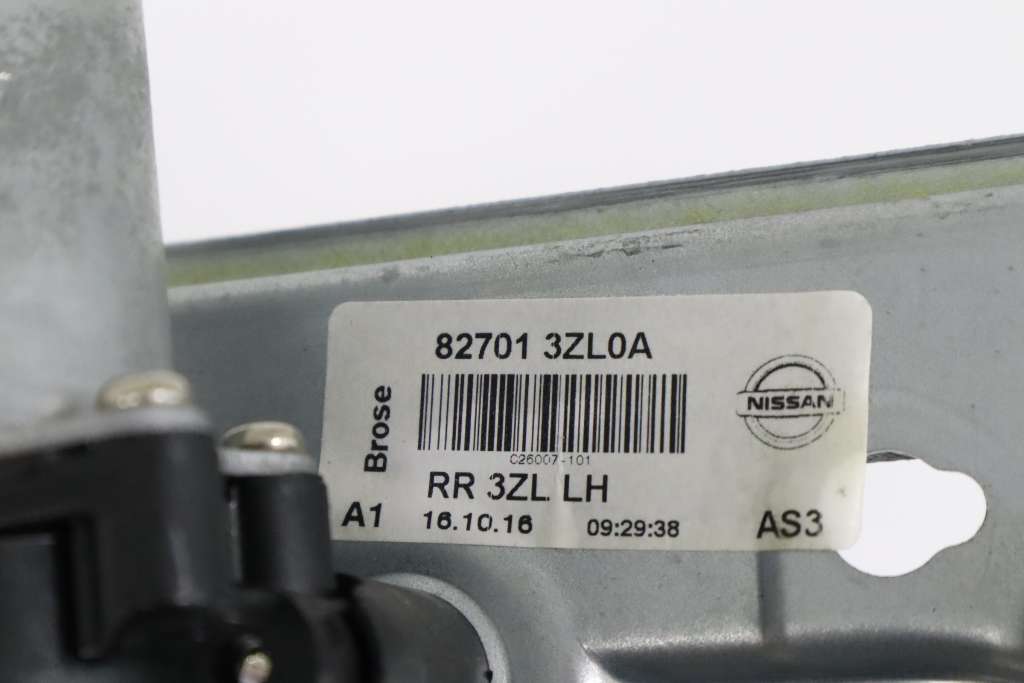 82701 3ZL0A
Brose
NISSAN
C26007-101
RR 3ZL LH
A1
16.10.16
09:29:38
AS3